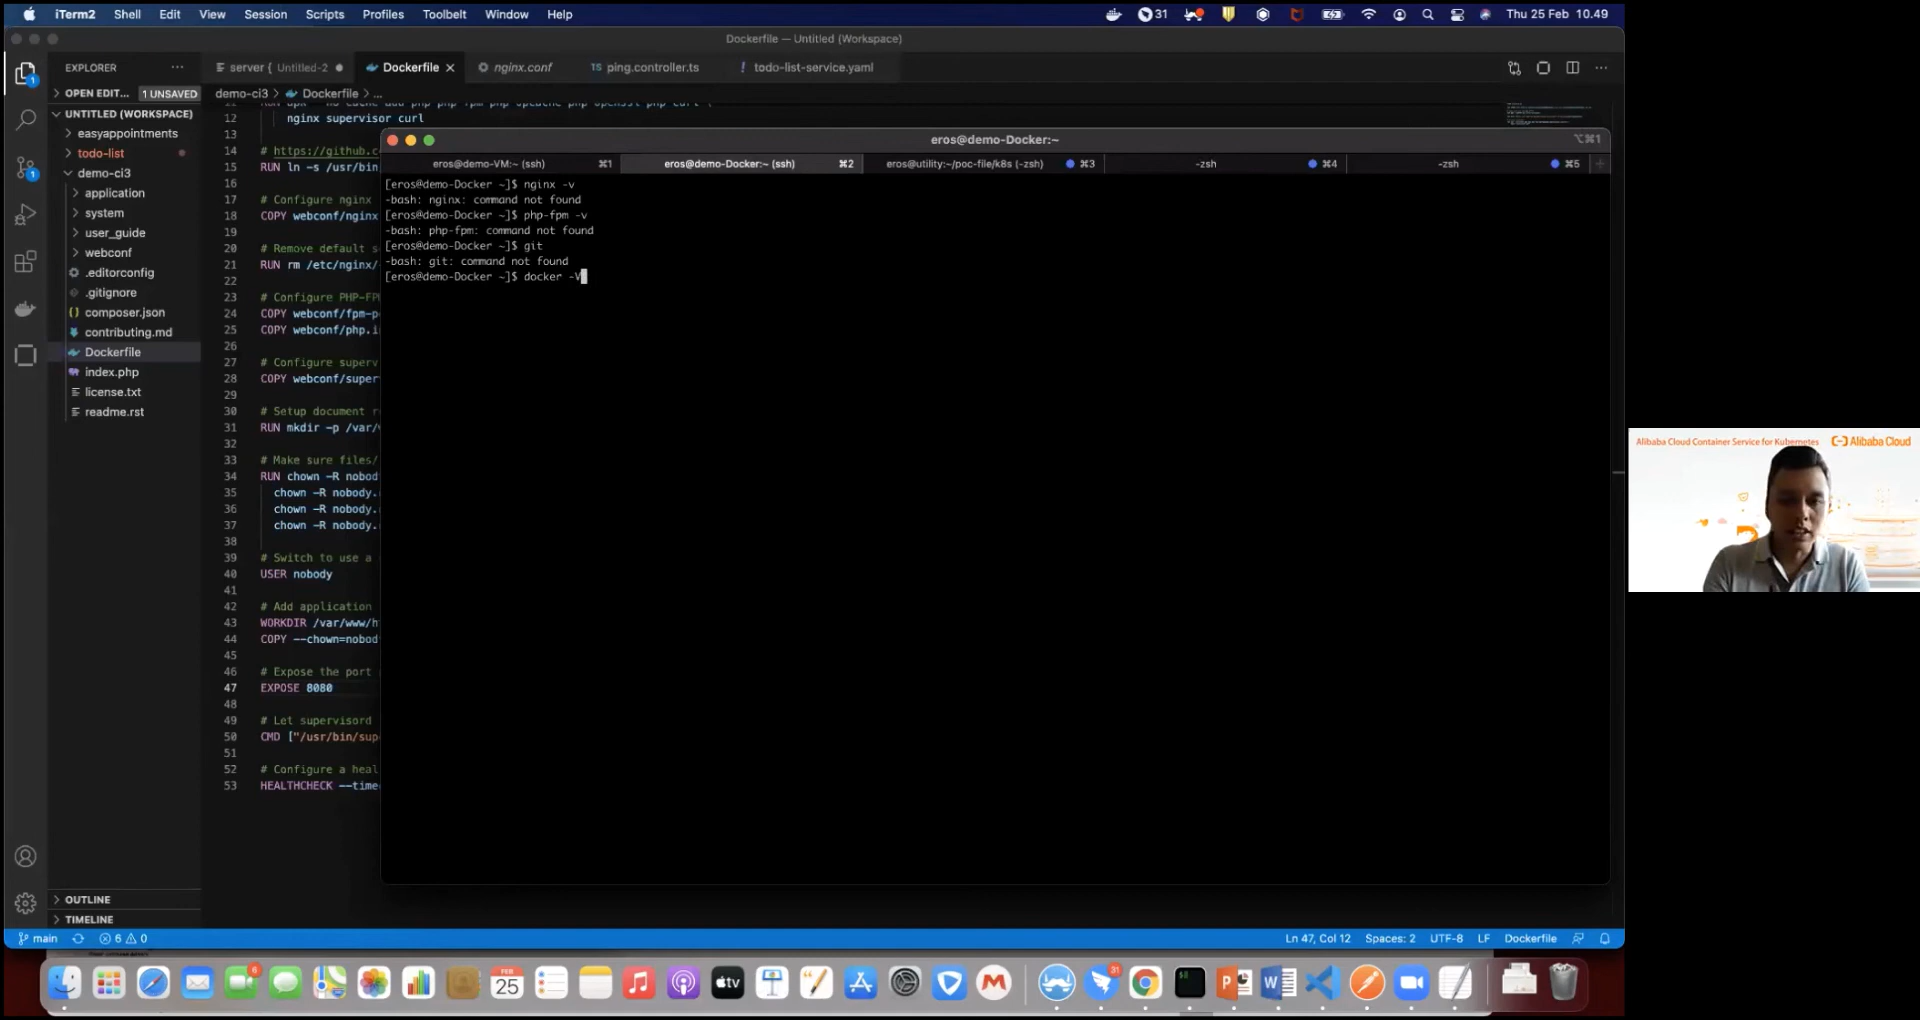 iTerm2 Shell Edit View Session Scripts Profiles Toolbelt Window Help 31 Thu 25 Feb 10.49
Dockerfile — Untitled (Workspace)
EXPLORER ··· server { Untitled-2 Dockerfile nginx.conf TS ping.controller.ts ! todo-list-service.yaml
OPEN EDIT... 1 UNSAVED demo-ci3 > Dockerfile > ...
UNTITLED (WORKSPACE)
easyappointments
todo-list
demo-ci3
application
system
user_guide
webconf
.editorconfig
.gitignore
composer.json
contributing.md
Dockerfile
index.php
license.txt
readme.rst
OUTLINE
TIMELINE
12 nginx supervisor curl
13
14 # https://github.c
15 RUN ln -s /usr/bin
16
17 # Configure nginx
18 COPY webconf/nginx
19
20 # Remove default s
21 RUN rm /etc/nginx/
22
23 # Configure PHP-FP
24 COPY webconf/fpm-p
25 COPY webconf/php.i
26
27 # Configure superv
28 COPY webconf/super
29
30 # Setup document r
31 RUN mkdir -p /var/
32
33 # Make sure files/
34 RUN chown -R nobod
35 chown -R nobody.
36 chown -R nobody.
37 chown -R nobody.
38
39 # Switch to use a
40 USER nobody
41
42 # Add application
43 WORKDIR /var/www/h
44 COPY --chown=nobod
45
46 # Expose the port
47 EXPOSE 8080
48
49 # Let supervisord
50 CMD ["/usr/bin/sup
51
52 # Configure a heal
53 HEALTHCHECK --time
eros@demo-Docker:~ ⌥⌘1
eros@demo-VM:~ (ssh) ⌘1 eros@demo-Docker:~ (ssh) ⌘2 eros@utility:~/poc-file/k8s (-zsh) ⌘3 -zsh ⌘4 -zsh ⌘5
[eros@demo-Docker ~]$ nginx -v
-bash: nginx: command not found
[eros@demo-Docker ~]$ php-fpm -v
-bash: php-fpm: command not found
[eros@demo-Docker ~]$ git
-bash: git: command not found
[eros@demo-Docker ~]$ docker -V
Alibaba Cloud Container Service for Kubernetes Alibaba Cloud
main 6 0 Ln 47, Col 12 Spaces: 2 UTF-8 LF Dockerfile
6 FEB 25 tv 31